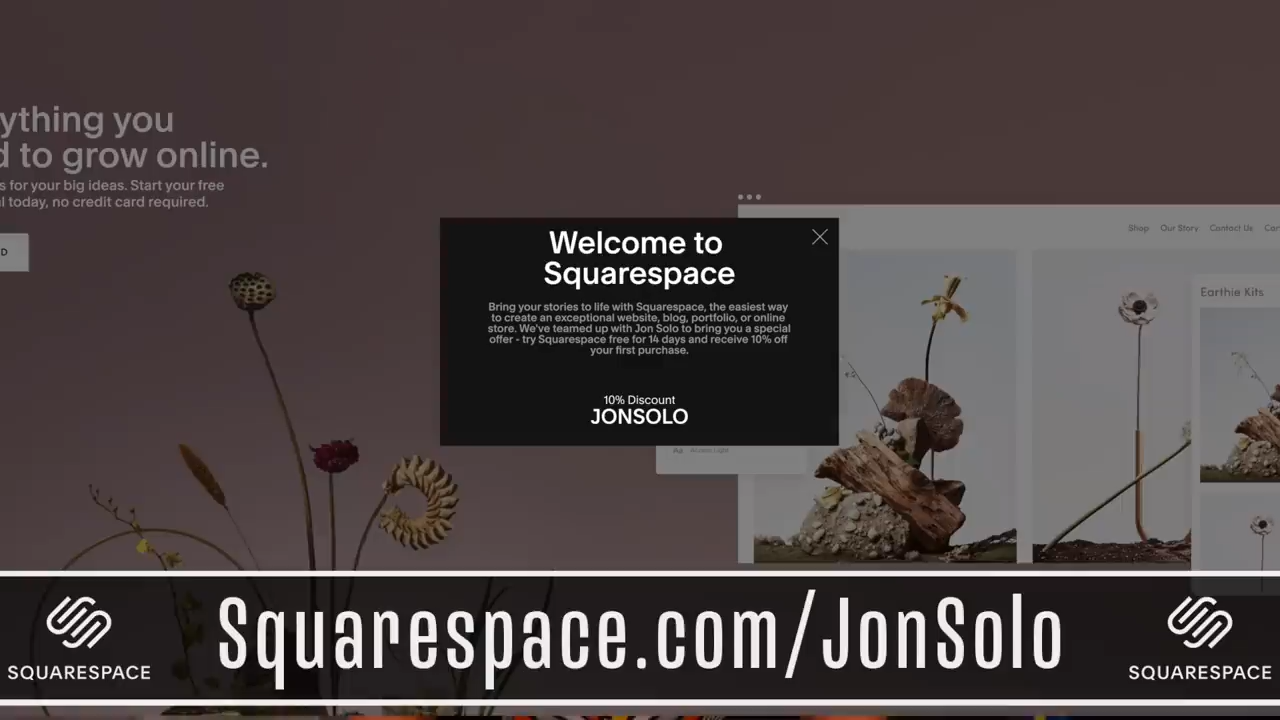 ything you
d to grow online.
s for your big ideas. Start your free
l today, no credit card required.
D
Welcome to
Squarespace
Bring your stories to life with Squarespace, the easiest way
to create an exceptional website, blog, portfolio, or online
store. We've teamed up with Jon Solo to bring you a special
offer - try Squarespace free for 14 days and receive 10% off
your first purchase.
10% Discount
JONSOLO
Shop Our Story Contact Us Car
Earthie Kits
Aa Access Light
Squarespace.com/JonSolo
SQUARESPACE
SQUARESPACE